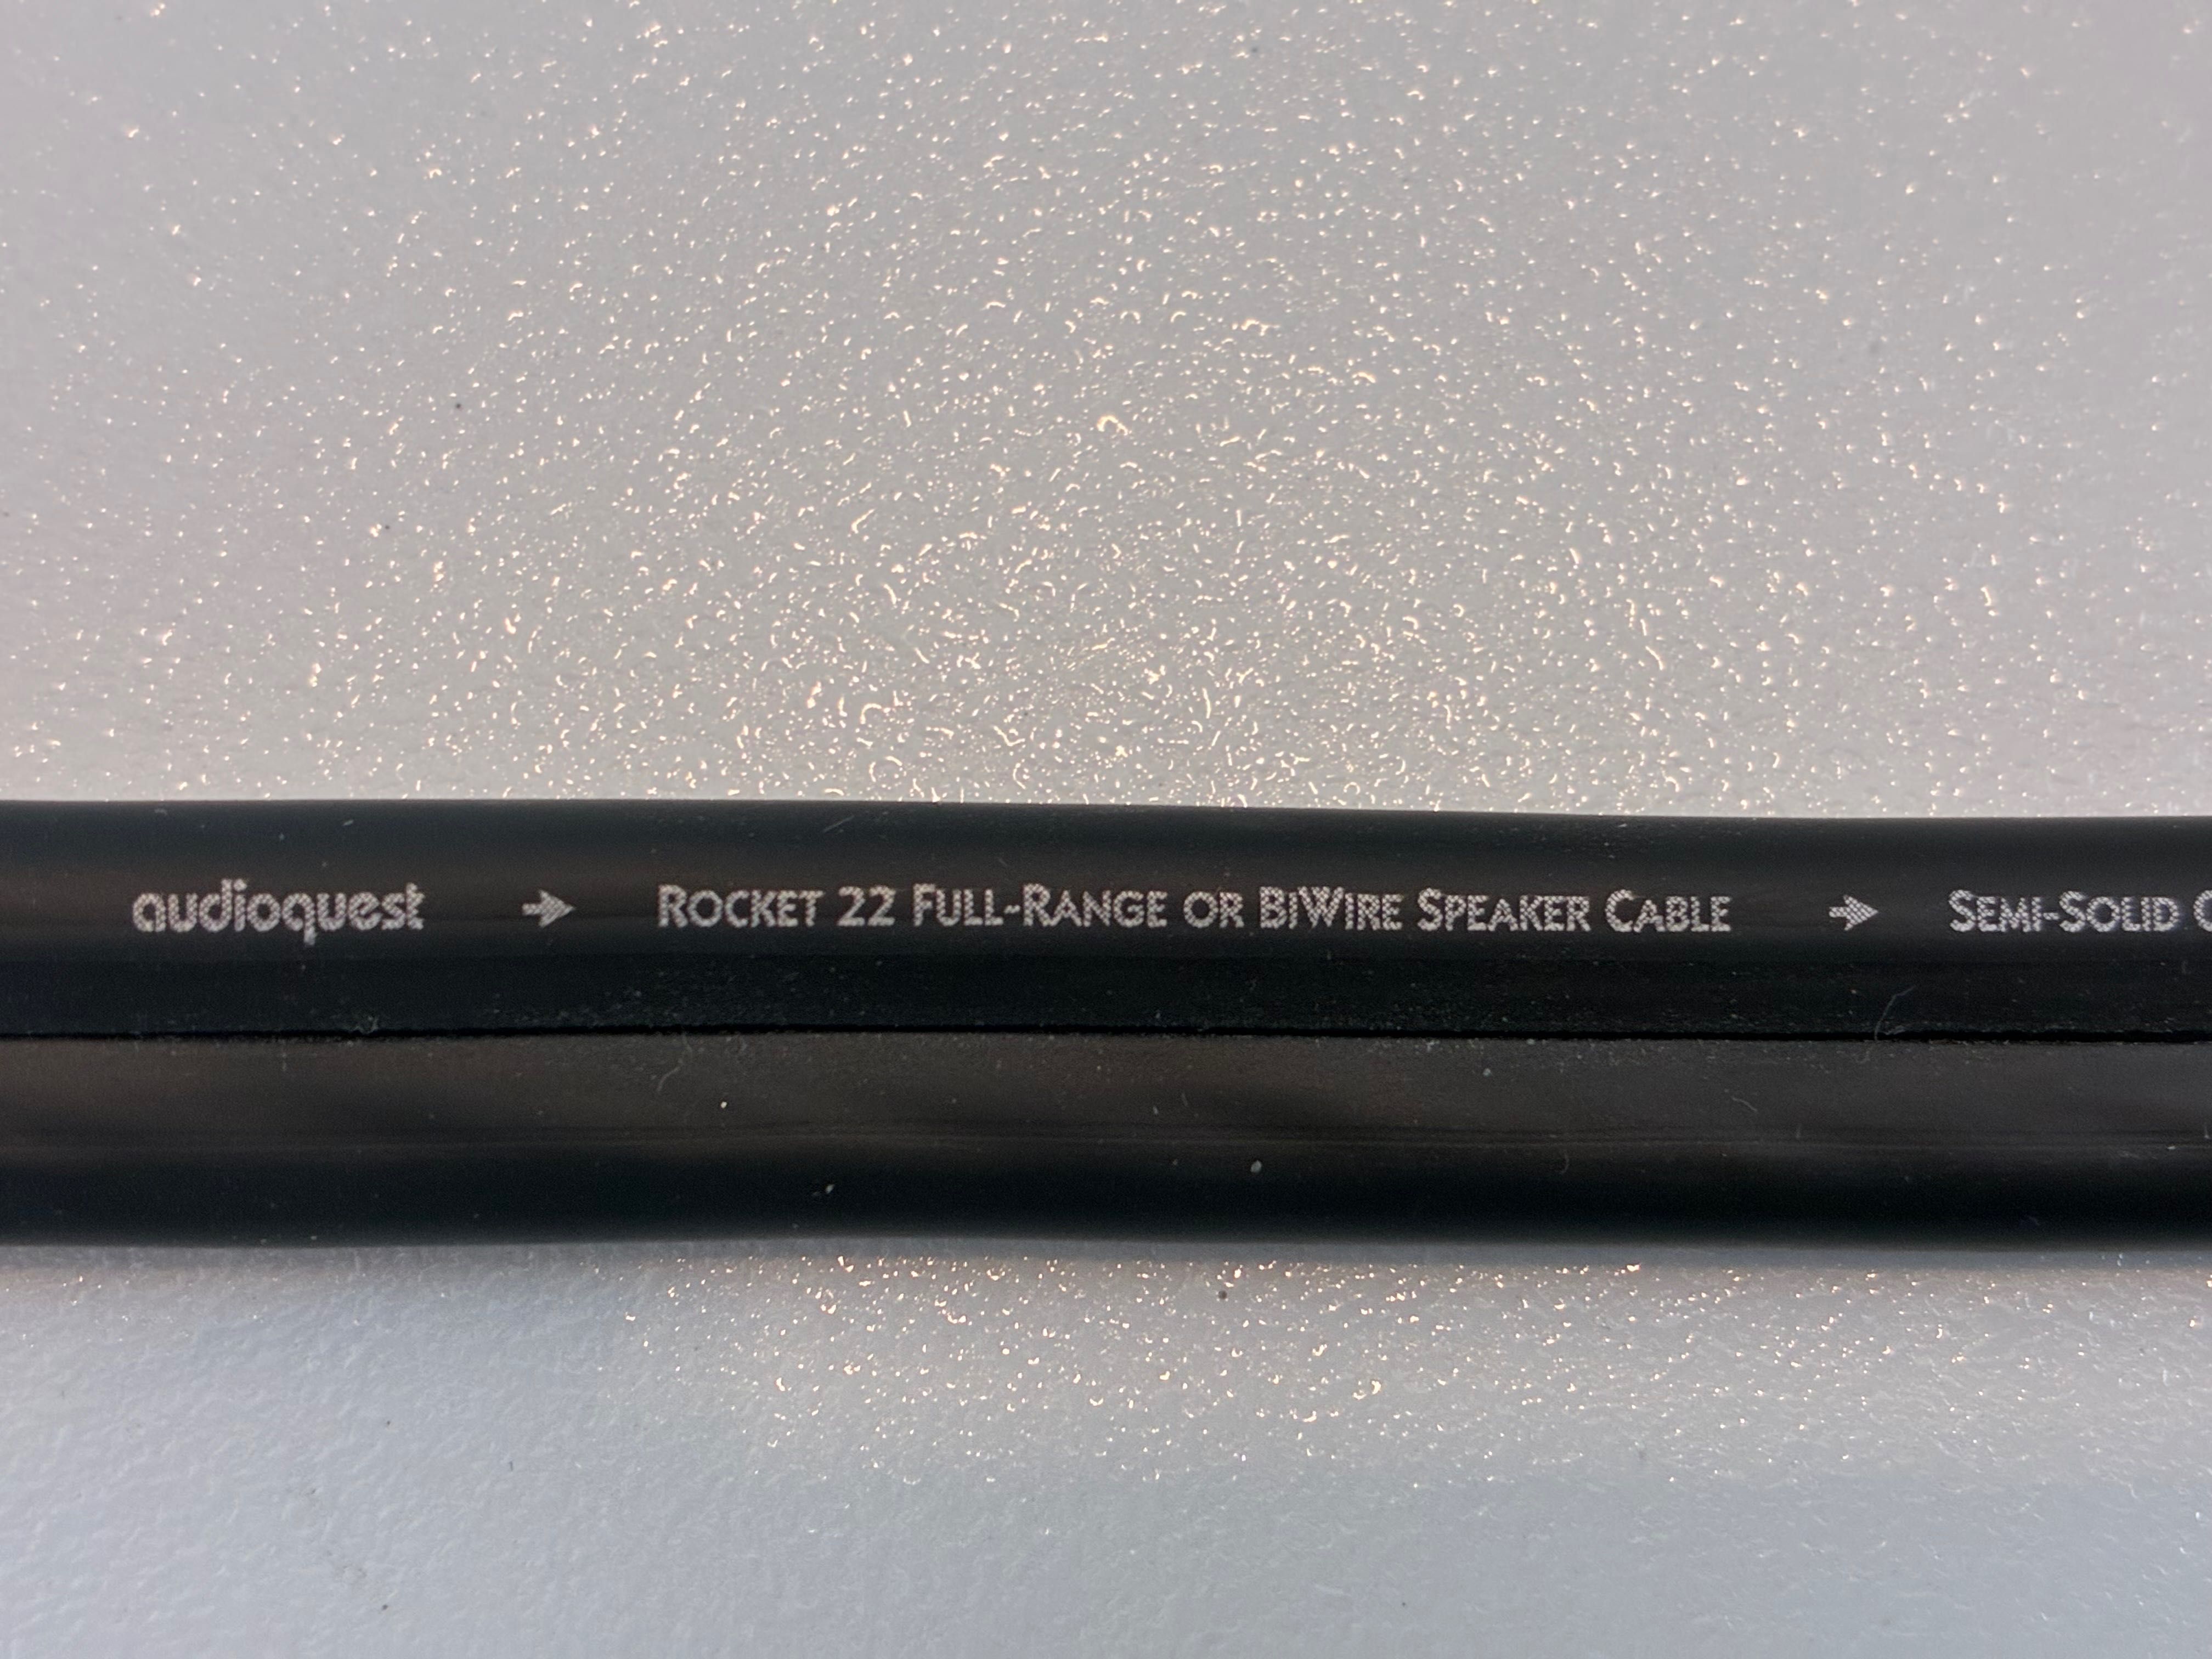 audioquest → ROCKET 22 FULL-RANGE OR BIWIRE SPEAKER CABLE → SEMI-SOLID